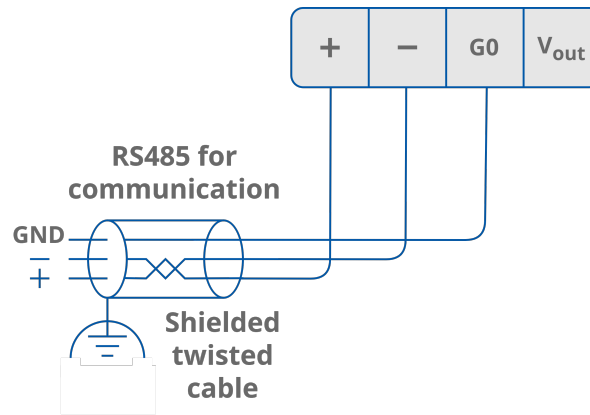 + − G0 Vout
RS485 for
communication
GND
−
+
Shielded
twisted
cable